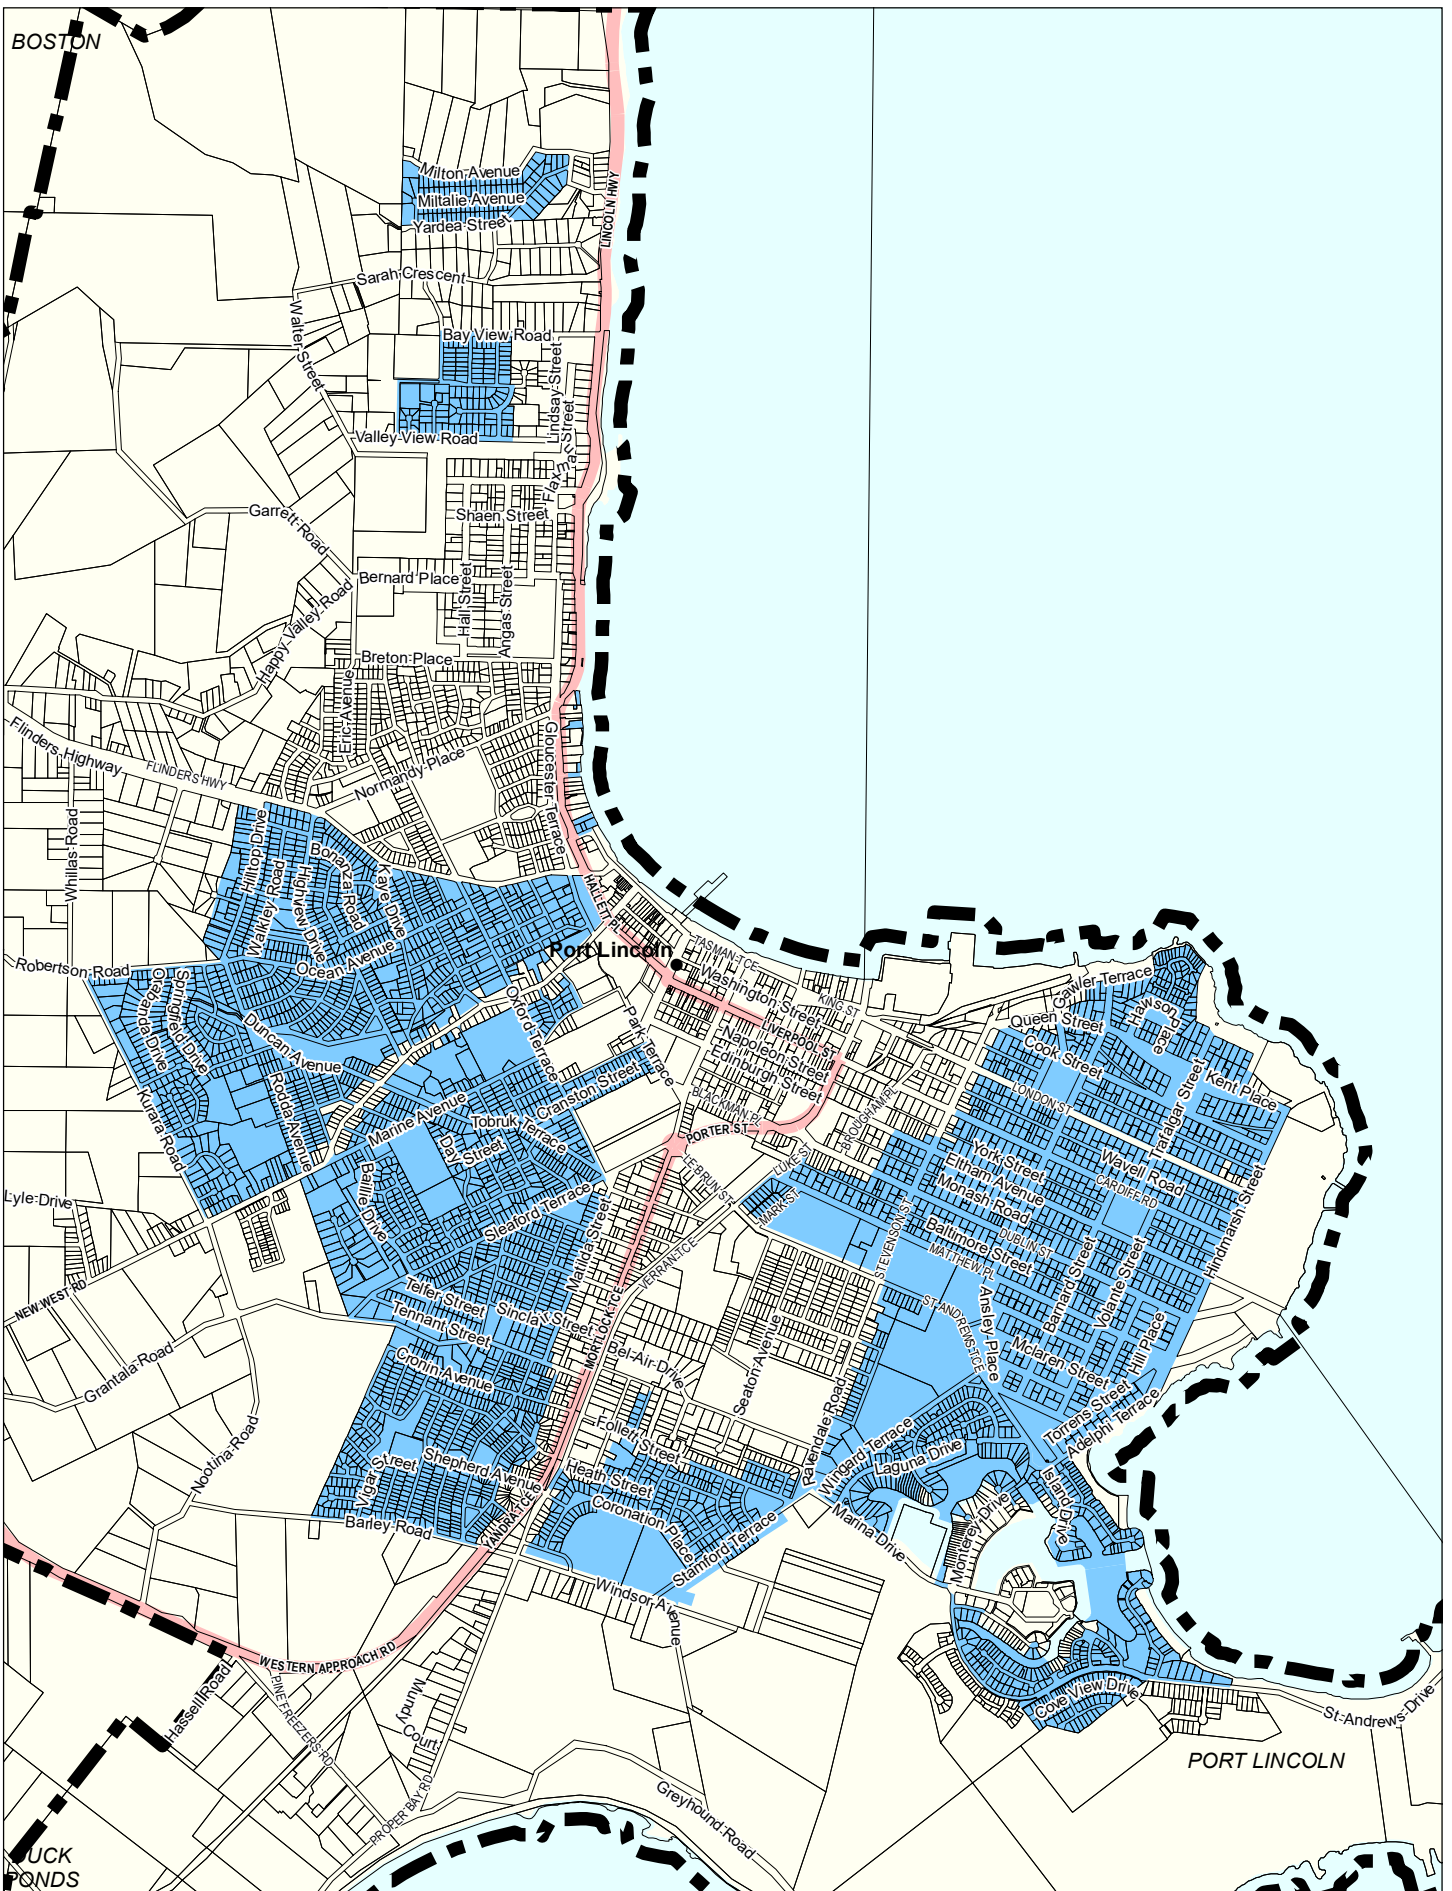 BOSTON
Milton Avenue
Miltalie Avenue
Yardea Street
LINCOLN HWY
Sarah Crescent
Walter Street
Bay View Road
Lindsay Street
Valley View Road
Flaxman Street
Garrett Road
Shaen Street
Bernard Place
Hall Street
Angas Street
Happy Valley Road
Breton Place
Eric Avenue
Flinders Highway
FLINDERS HWY
Normandy Place
Gloucester Terrace
Whillas Road
Hilltop Drive
Walkley Road
Highview Drive
Bonanza Road
Kaye Drive
HALLETT PL
Ocean Avenue
Port Lincoln
TASMAN TCE
Robertson Road
Oayabinda Drive
Springfield Drive
Washington Street
KING ST
Gawler Terrace
Hawson Place
Queen Street
Oxford Terrace
Park Terrace
LIVERPOOL ST
Duncan Avenue
Napoleon Street
Edinburgh Street
Cook Street
Kent Place
Trafalgar Street
Rodda Avenue
Kurara Road
Marine Avenue
Cranston Street
Tobruk Terrace
BLACKMAN PL
BROUGHAM PL
LONDON ST
PORTER ST
Day Street
LE BRUN ST
LUKE ST
York Street
Wavell Road
Eltham Avenue
CARDIFF RD
Monash Road
Lyle Drive
Baillie Drive
Sleaford Terrace
Matilda Street
MARK ST
STEVENSON ST
Baltimore Street
DUBLIN ST
MATTHEW PL
Hindmarsh Street
VERRAN TCE
NEW WEST RD
Barnard Street
Volante Street
Telfer Street
Sinclair Street
Tennant Street
MORTLOCK TCE
ST ANDREWS TCE
Ansley Place
Mclaren Street
Hill Place
Grantala Road
Cronin Avenue
Bel-Air Drive
Seaton Avenue
Ravendale Road
Torrens Street
Adelphi Terrace
Nootina Road
Follett Street
Wingard Terrace
Laguna Drive
Vigar Street
Shepherd Avenue
Heath Street
Island Drive
Barley Road
YANDRA TCE
Coronation Place
Stamford Terrace
Marina Drive
Monterey Drive
Windsor Avenue
WESTERN APPROACH RD
Hassell Road
PINE FREEZERS RD
Mundy Court
Cove View Drive
St Andrews Drive
PORT LINCOLN
PROPER BAY RD
Greyhound Road
PONDS